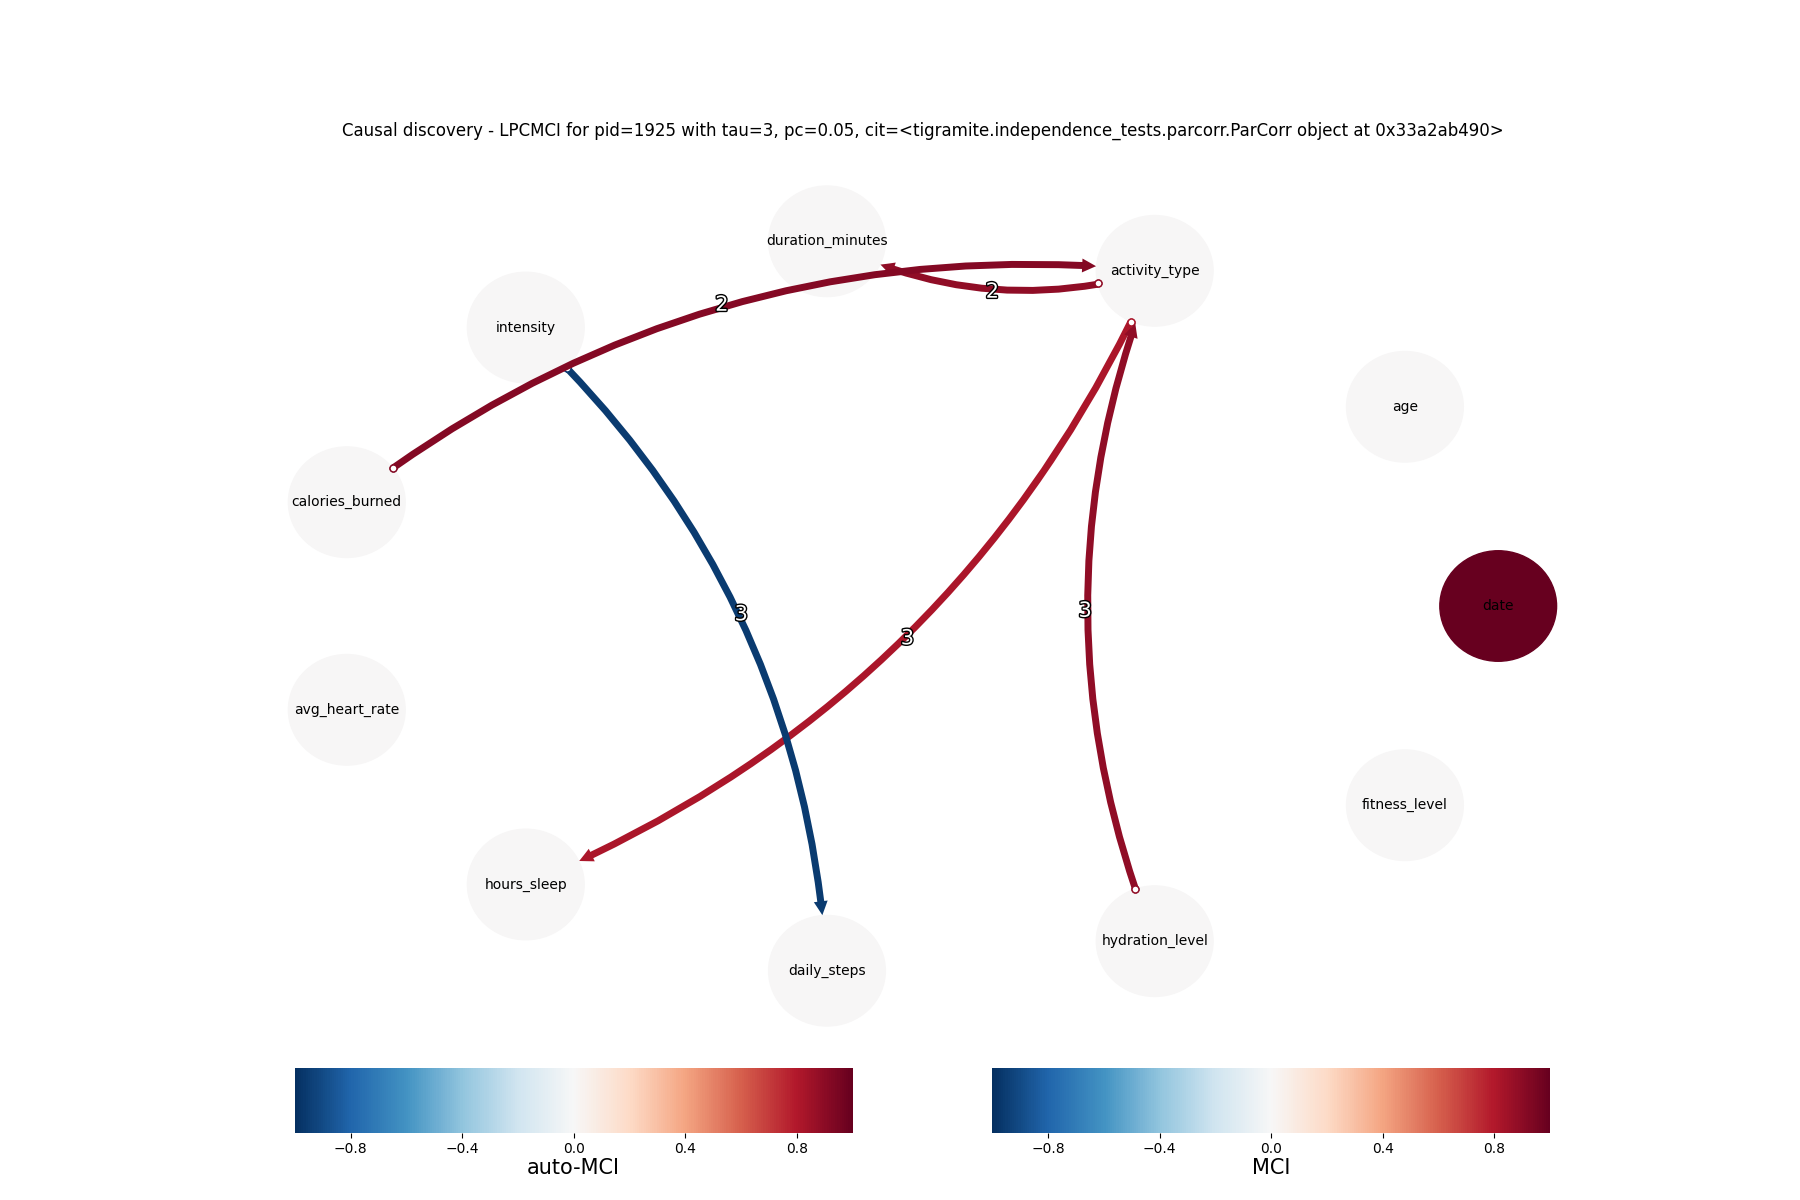 Causal discovery - LPCMCI for pid=1925 with tau=3, pc=0.05, cit=<tigramite.independence_tests.parcorr.ParCorr object at 0x33a2ab490>
duration_minutes
activity_type
2
2
intensity
age
calories_burned
date
3
3
3
avg_heart_rate
fitness_level
hours_sleep
hydration_level
daily_steps
−0.8 −0.4 0.0 0.4 0.8
auto-MCI
−0.8 −0.4 0.0 0.4 0.8
MCI